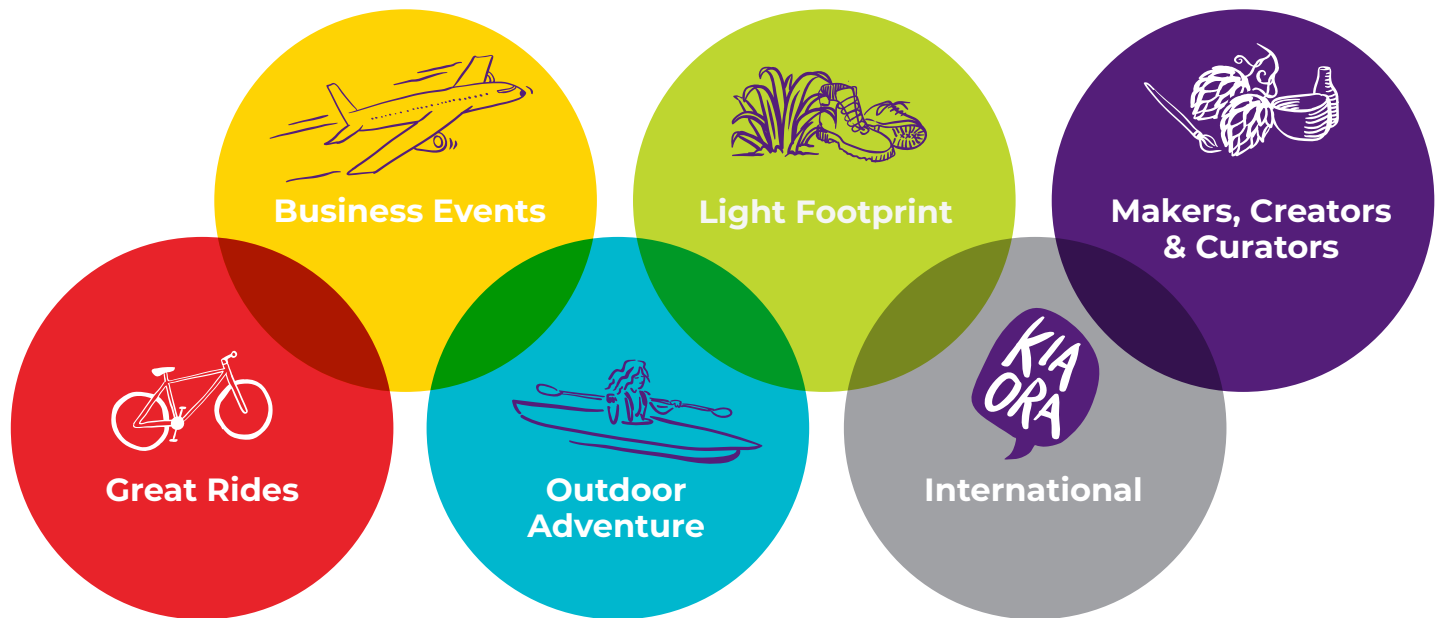 Business Events
Light Footprint
Makers, Creators
& Curators
Great Rides
Outdoor
Adventure
KIA
ORA
International